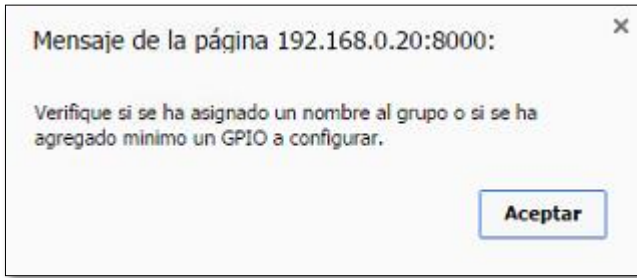 Mensaje de la página 192.168.0.20:8000:
Verifique si se ha asignado un nombre al grupo o si se ha
agregado minimo un GPIO a configurar.
Aceptar